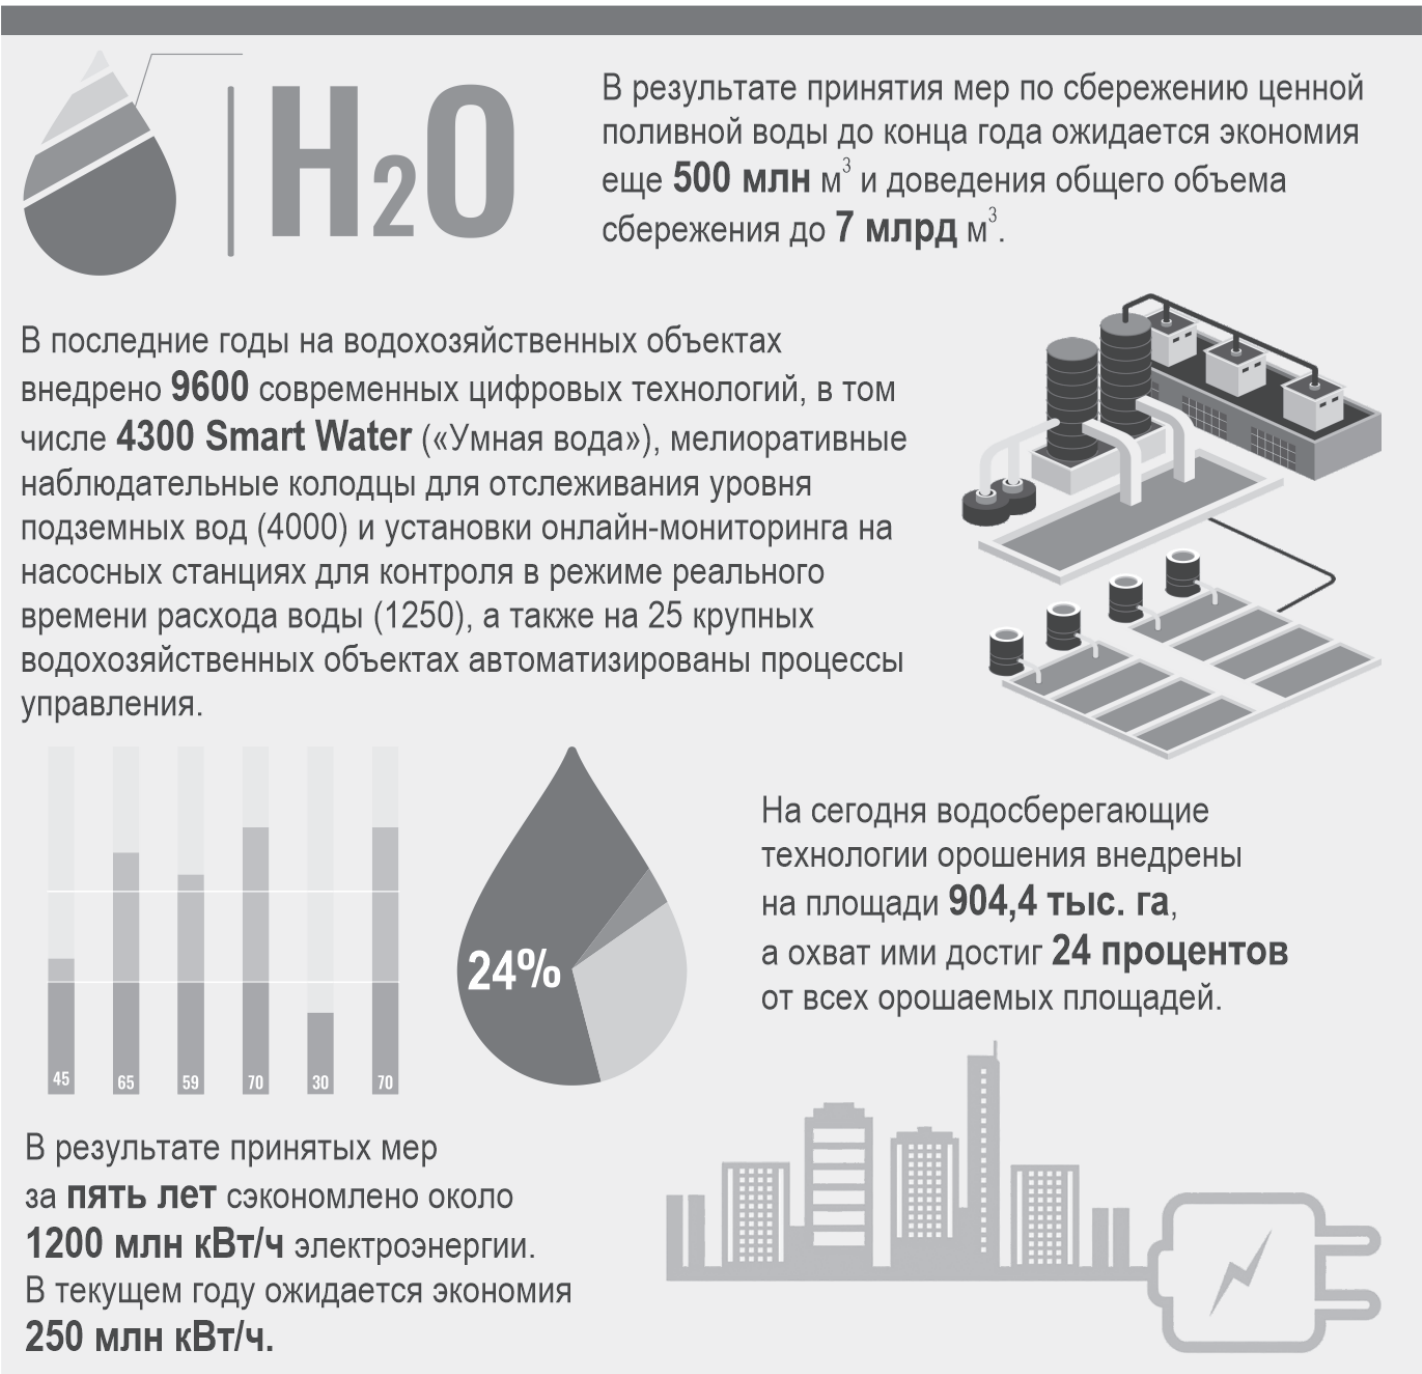 H2O
В результате принятия мер по сбережению ценной
поливной воды до конца года ожидается экономия
еще 500 млн м³ и доведения общего объема
сбережения до 7 млрд м³.
В последние годы на водохозяйственных объектах
внедрено 9600 современных цифровых технологий, в том
числе 4300 Smart Water («Умная вода»), мелиоративные
наблюдательные колодцы для отслеживания уровня
подземных вод (4000) и установки онлайн-мониторинга на
насосных станциях для контроля в режиме реального
времени расхода воды (1250), а также на 25 крупных
водохозяйственных объектах автоматизированы процессы
управления.
45 65 59 70 30 70
24%
На сегодня водосберегающие
технологии орошения внедрены
на площади 904,4 тыс. га,
а охват ими достиг 24 процентов
от всех орошаемых площадей.
В результате принятых мер
за пять лет сэкономлено около
1200 млн кВт/ч электроэнергии.
В текущем году ожидается экономия
250 млн кВт/ч.